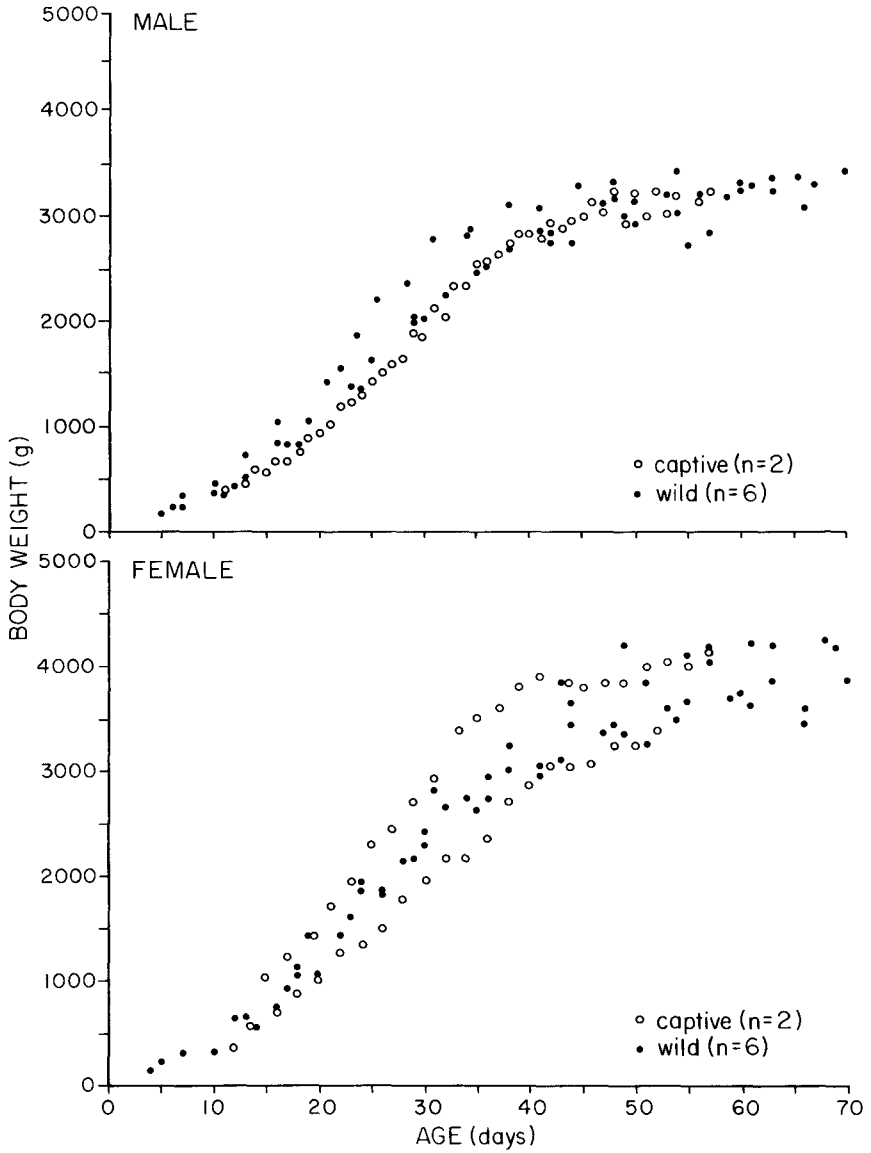 5000
MALE
4000
3000
2000
1000
0
captive (n=2)
wild (n=6)
BODY WEIGHT (g)
5000
FEMALE
4000
3000
2000
1000
0
captive (n=2)
wild (n=6)
0 10 20 30 40 50 60 70
AGE (days)